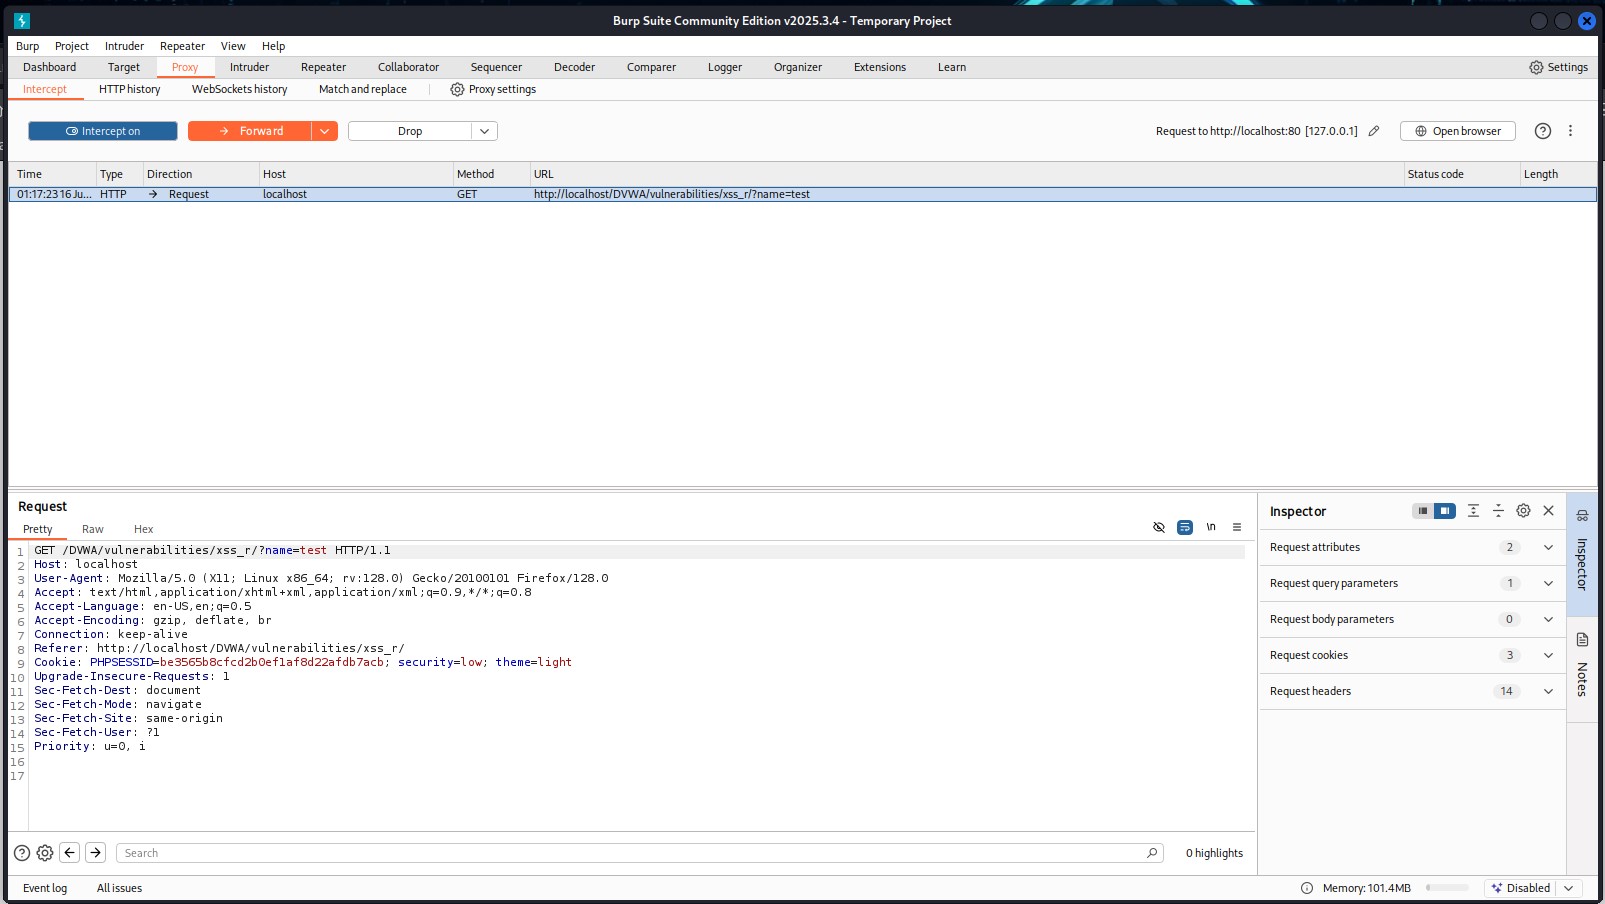 Burp Suite Community Edition v2025.3.4 - Temporary Project
Burp Project Intruder Repeater View Help
Dashboard Target Proxy Intruder Repeater Collaborator Sequencer Decoder Comparer Logger Organizer Extensions Learn Settings
Intercept HTTP history WebSockets history Match and replace Proxy settings
Intercept on → Forward Drop Request to http://localhost:80 [127.0.0.1] Open browser
Time Type Direction Host Method URL Status code Length
01:17:23 16 Ju... HTTP → Request localhost GET http://localhost/DVWA/vulnerabilities/xss_r/?name=test
Request
Pretty Raw Hex \n
1 GET /DVWA/vulnerabilities/xss_r/?name=test HTTP/1.1
2 Host: localhost
3 User-Agent: Mozilla/5.0 (X11; Linux x86_64; rv:128.0) Gecko/20100101 Firefox/128.0
4 Accept: text/html,application/xhtml+xml,application/xml;q=0.9,*/*;q=0.8
5 Accept-Language: en-US,en;q=0.5
6 Accept-Encoding: gzip, deflate, br
7 Connection: keep-alive
8 Referer: http://localhost/DVWA/vulnerabilities/xss_r/
9 Cookie: PHPSESSID=be3565b8cfcd2b0ef1af8d22afdb7acb; security=low; theme=light
10 Upgrade-Insecure-Requests: 1
11 Sec-Fetch-Dest: document
12 Sec-Fetch-Mode: navigate
13 Sec-Fetch-Site: same-origin
14 Sec-Fetch-User: ?1
15 Priority: u=0, i
16
17
Search 0 highlights
Inspector
Request attributes 2
Request query parameters 1
Request body parameters 0
Request cookies 3
Request headers 14
Inspector
Notes
Event log All issues Memory: 101.4MB Disabled